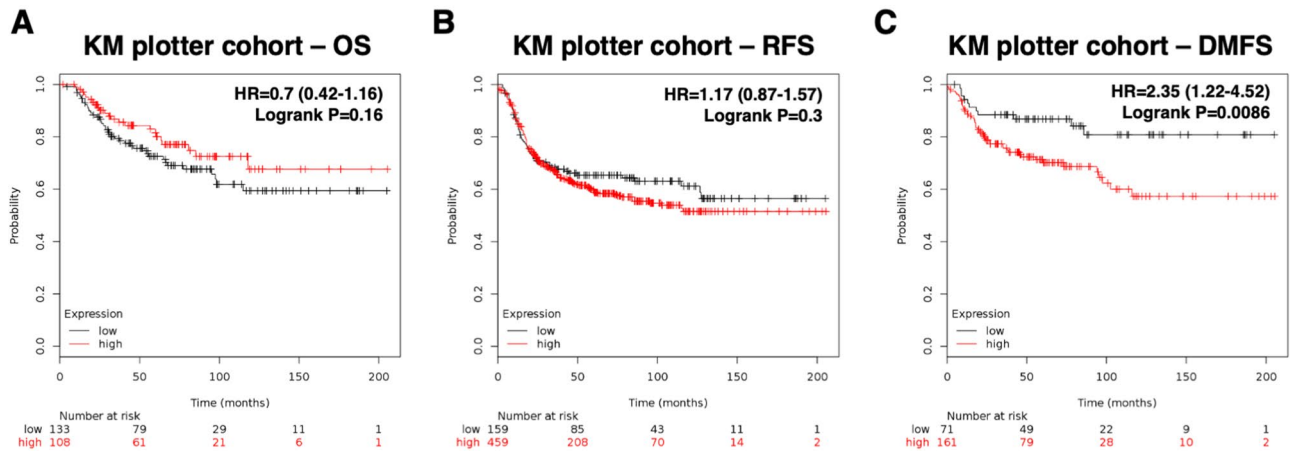 A
KM plotter cohort – OS
HR=0.7 (0.42-1.16)
Logrank P=0.16
Probability
1.0
0.8
0.6
0.4
0.2
0.0
Expression
low
high
0 50 100 150 200
Time (months)
Number at risk
low 133 79 29 11 1
high 108 61 21 6 1
B
KM plotter cohort – RFS
HR=1.17 (0.87-1.57)
Logrank P=0.3
Probability
1.0
0.8
0.6
0.4
0.2
0.0
Expression
low
high
0 50 100 150 200
Time (months)
Number at risk
low 159 85 43 11 1
high 459 208 70 14 2
C
KM plotter cohort – DMFS
HR=2.35 (1.22-4.52)
Logrank P=0.0086
Probability
1.0
0.8
0.6
0.4
0.2
0.0
Expression
low
high
0 50 100 150 200
Time (months)
Number at risk
low 71 49 22 9 1
high 161 79 28 10 2